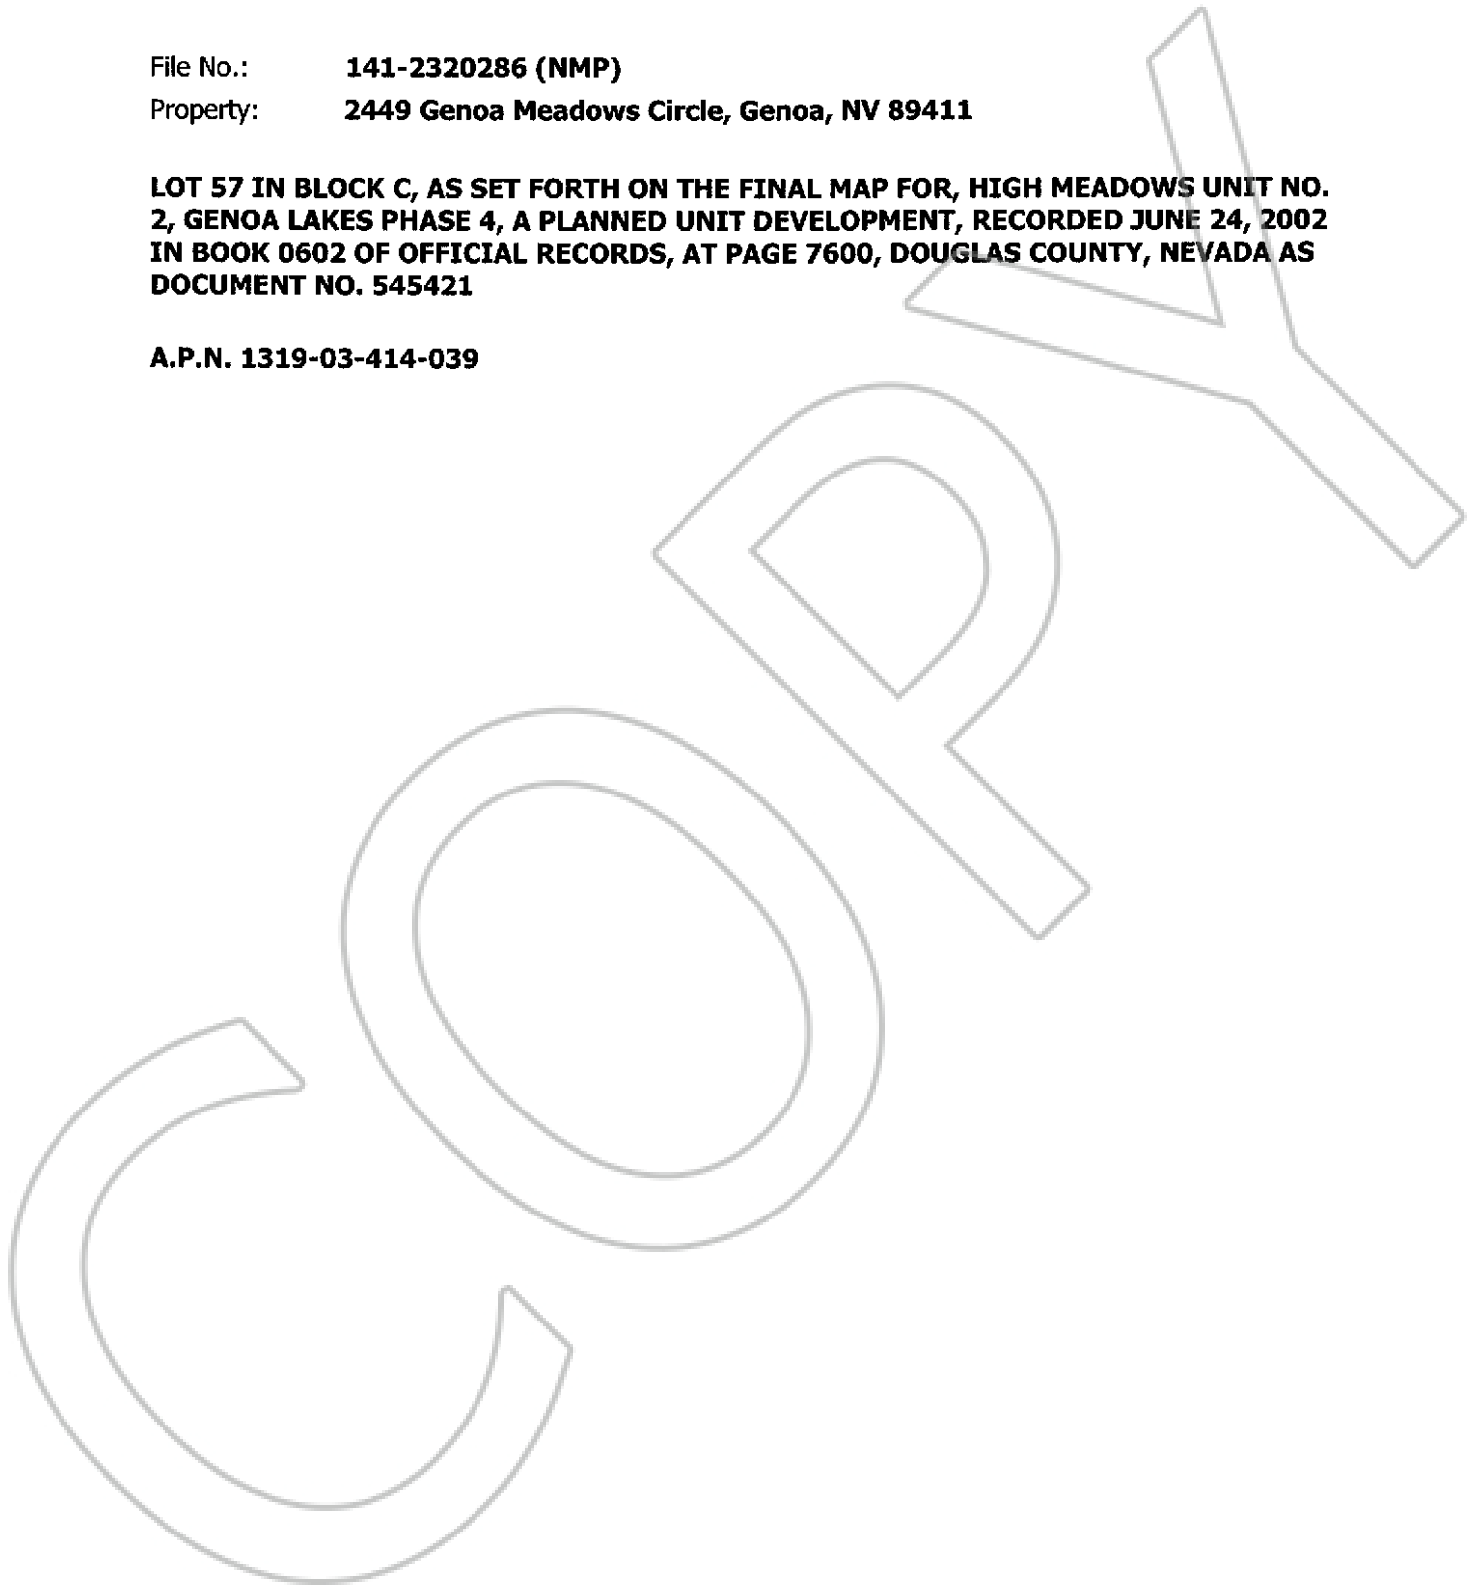 File No.: 141-2320286 (NMP)
Property: 2449 Genoa Meadows Circle, Genoa, NV 89411
LOT 57 IN BLOCK C, AS SET FORTH ON THE FINAL MAP FOR, HIGH MEADOWS UNIT NO.
2, GENOA LAKES PHASE 4, A PLANNED UNIT DEVELOPMENT, RECORDED JUNE 24, 2002
IN BOOK 0602 OF OFFICIAL RECORDS, AT PAGE 7600, DOUGLAS COUNTY, NEVADA AS
DOCUMENT NO. 545421
A.P.N. 1319-03-414-039
COPY